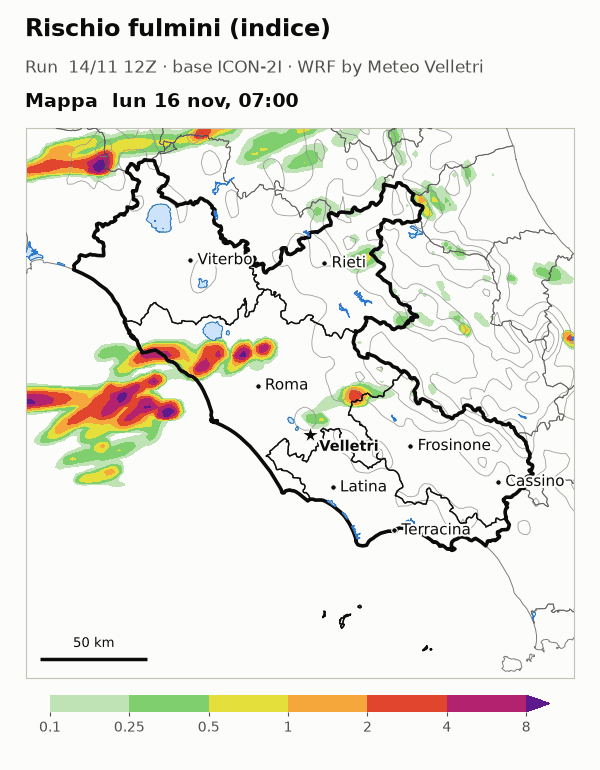 Rischio fulmini (indice)
Run  14/11 12Z · base ICON-2I · WRF by Meteo Velletri
Mappa  lun 16 nov, 07:00
Viterbo
Rieti
Roma
Velletri
Frosinone
Cassino
Latina
Terracina
50 km
0.1 0.25 0.5 1 2 4 8